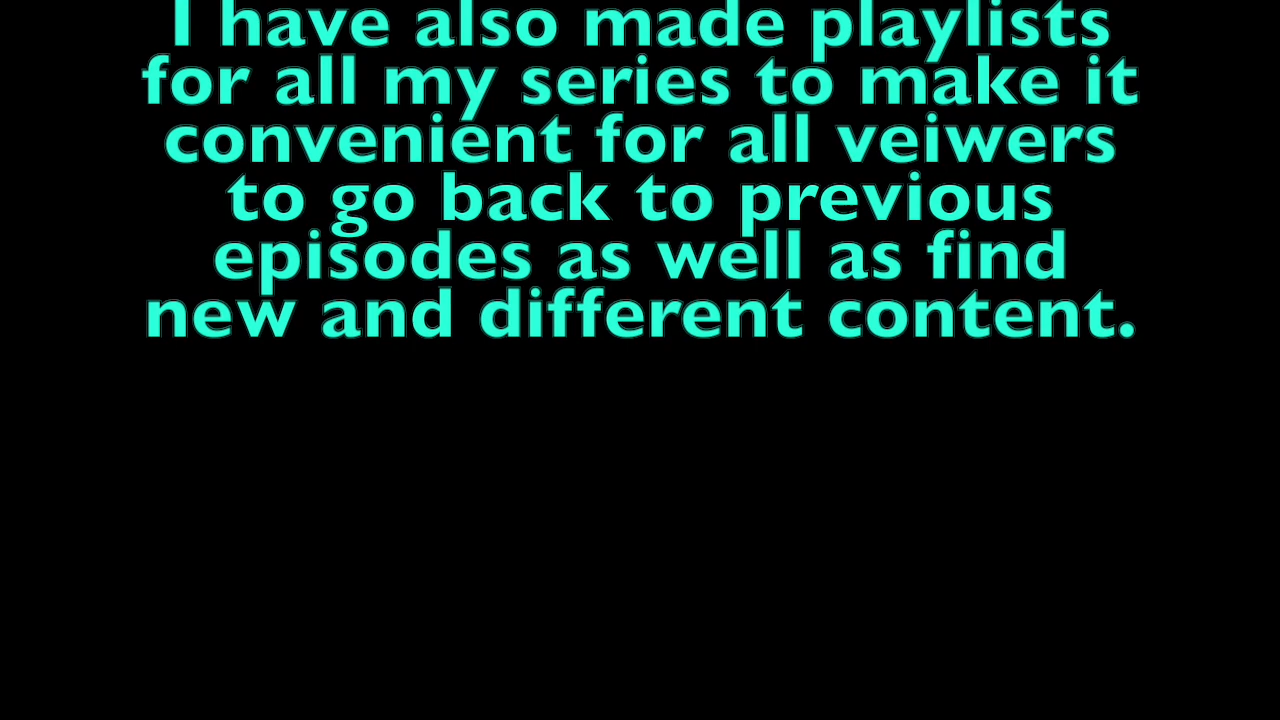 I have also made playlists
for all my series to make it
convenient for all veiwers
to go back to previous
episodes as well as find
new and different content.